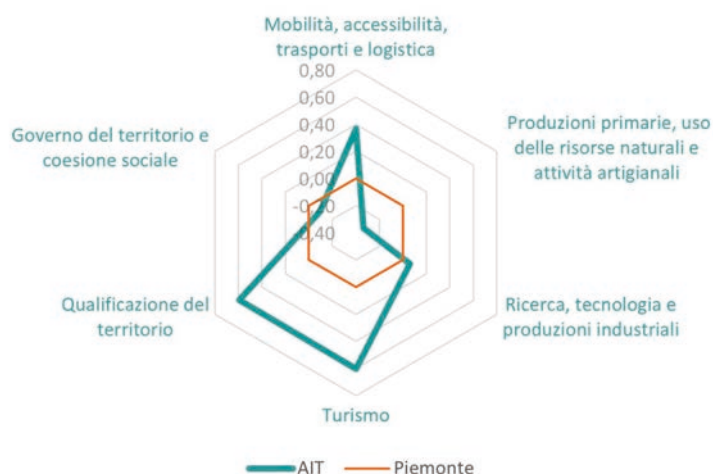 Mobilità, accessibilità,
trasporti e logistica
0,80
0,60
0,40
0,20
0,00
-0,40
Produzioni primarie, uso
delle risorse naturali e
attività artigianali
Governo del territorio e
coesione sociale
Qualificazione del
territorio
Ricerca, tecnologia e
produzioni industriali
Turismo
AIT
Piemonte